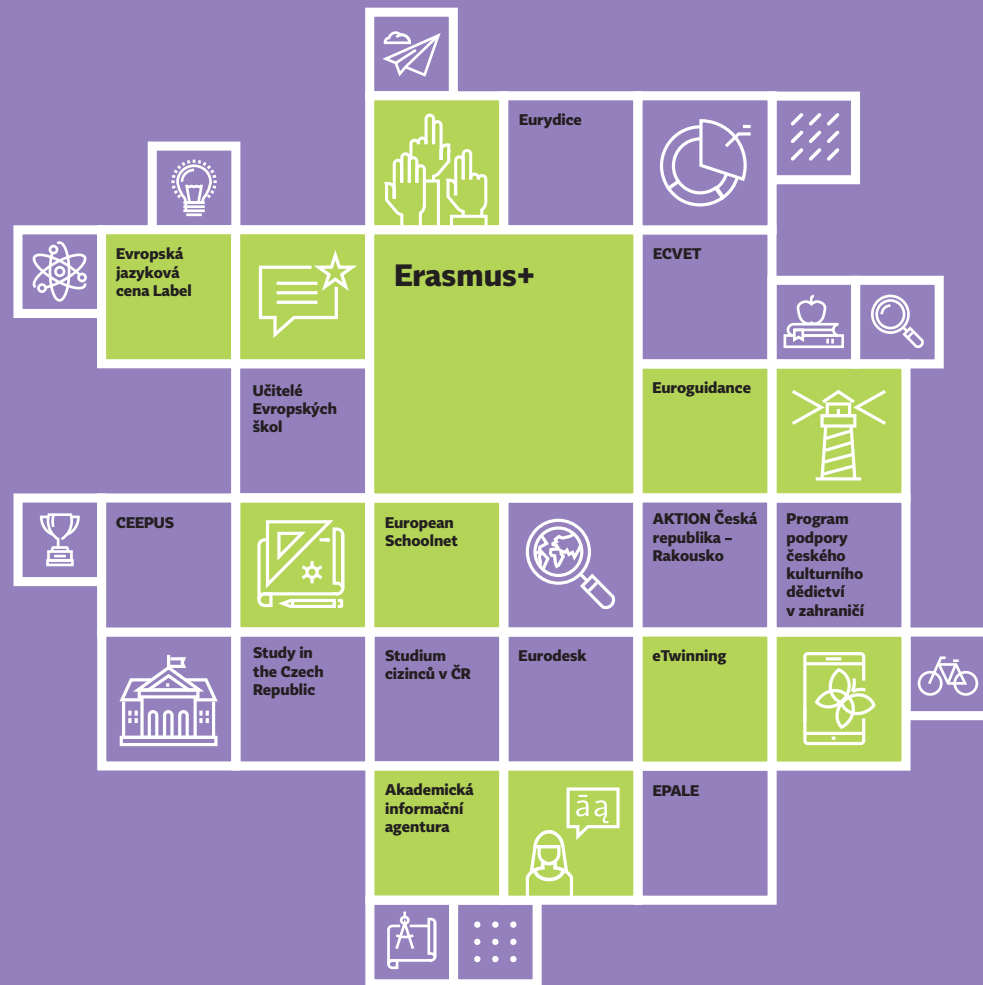 Eurydice
Evropská
jazyková
cena Label
Erasmus+
ECVET
Učitelé
Evropských
škol
Euroguidance
CEEPUS
European
Schoolnet
AKTION Česká
republika –
Rakousko
Program
podpory
českého
kulturního
dědictví
v zahraničí
Study in
the Czech
Republic
Studium
cizinců v ČR
Eurodesk
eTwinning
Akademická
informační
agentura
āą
EPALE